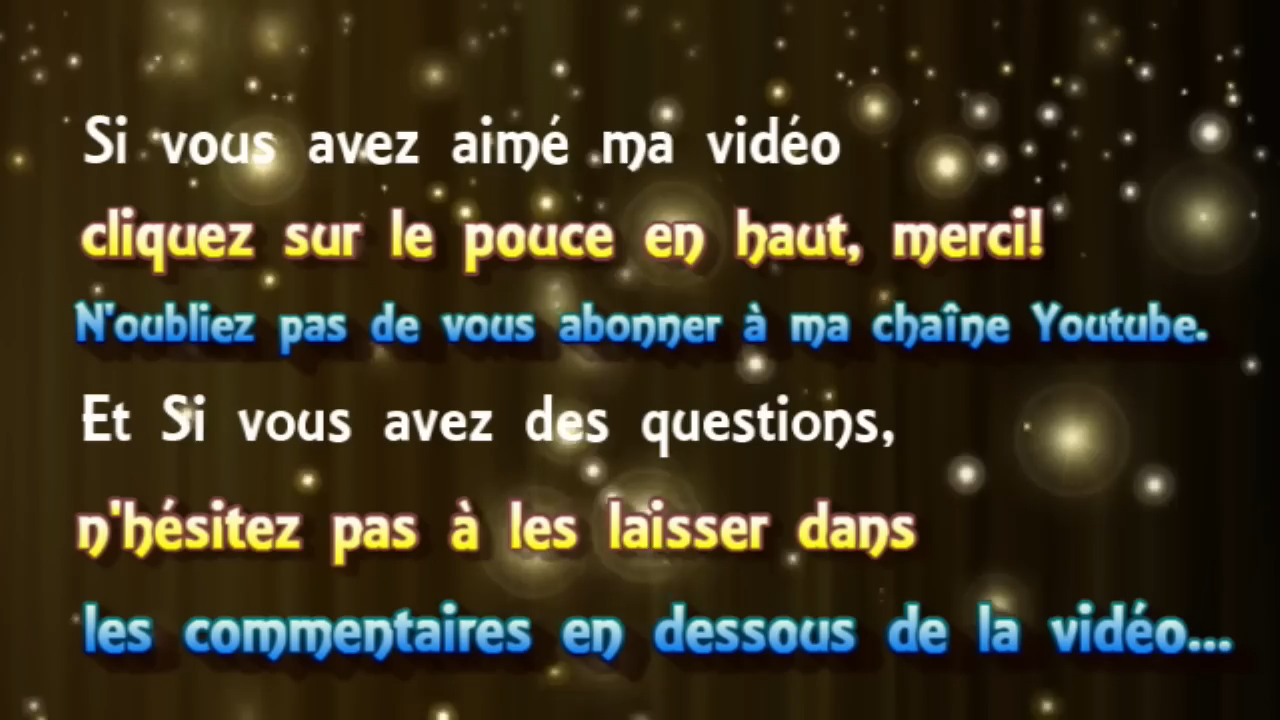 Si vous avez aimé ma vidéo
cliquez sur le pouce en haut, merci!
N'oubliez pas de vous abonner à ma chaîne Youtube.
Et Si vous avez des questions,
n'hésitez pas à les laisser dans
les commentaires en dessous de la vidéo...